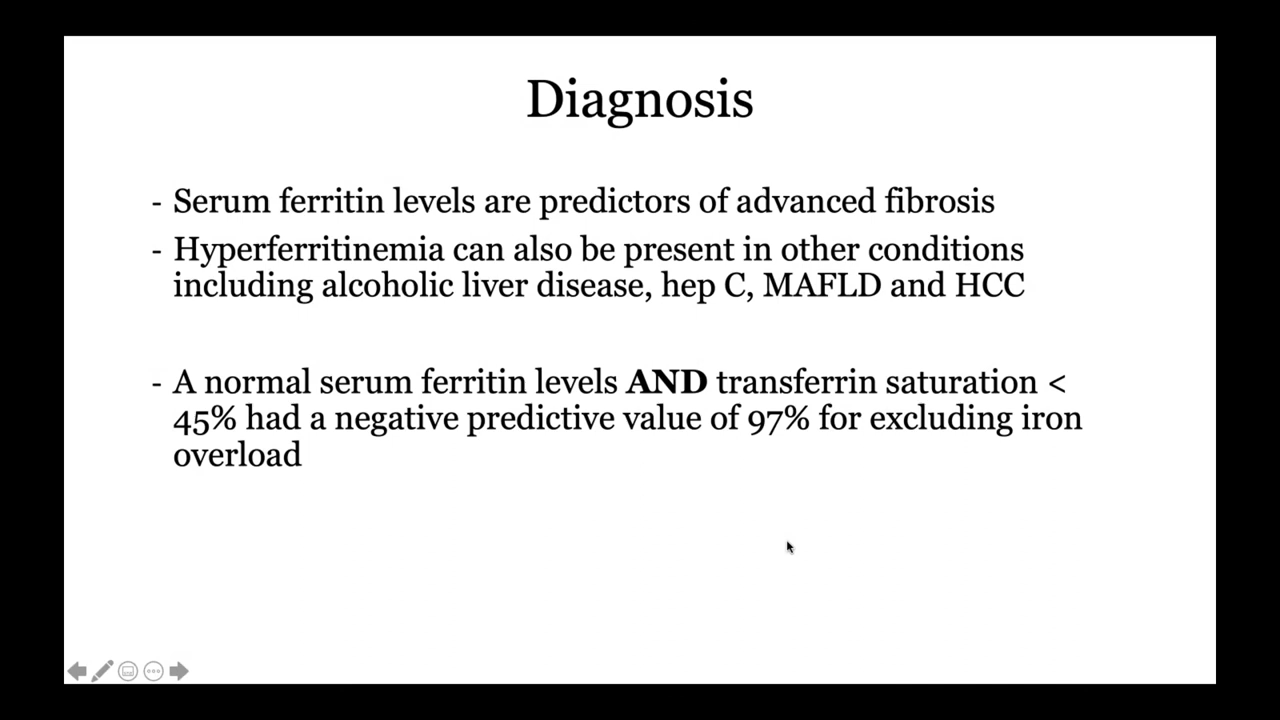 Diagnosis
- Serum ferritin levels are predictors of advanced fibrosis
- Hyperferritinemia can also be present in other conditions
including alcoholic liver disease, hep C, MAFLD and HCC
- A normal serum ferritin levels AND transferrin saturation <
45% had a negative predictive value of 97% for excluding iron
overload